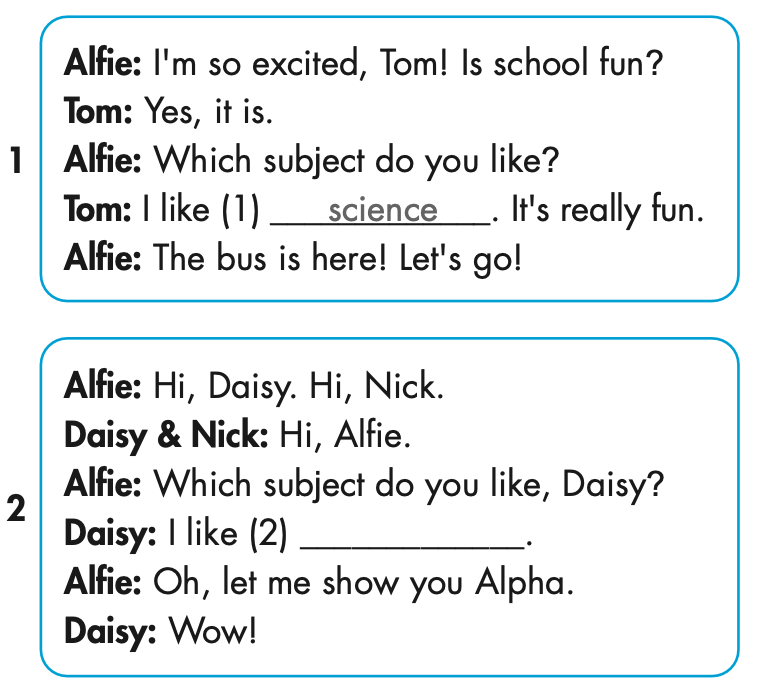 Alfie: I'm so excited, Tom! Is school fun?
Tom: Yes, it is.
1
Alfie: Which subject do you like?
Tom: I like (1) ___science___. It's really fun.
Alfie: The bus is here! Let's go!
Alfie: Hi, Daisy. Hi, Nick.
Daisy & Nick: Hi, Alfie.
Alfie: Which subject do you like, Daisy?
2
Daisy: I like (2) _____________.
Alfie: Oh, let me show you Alpha.
Daisy: Wow!